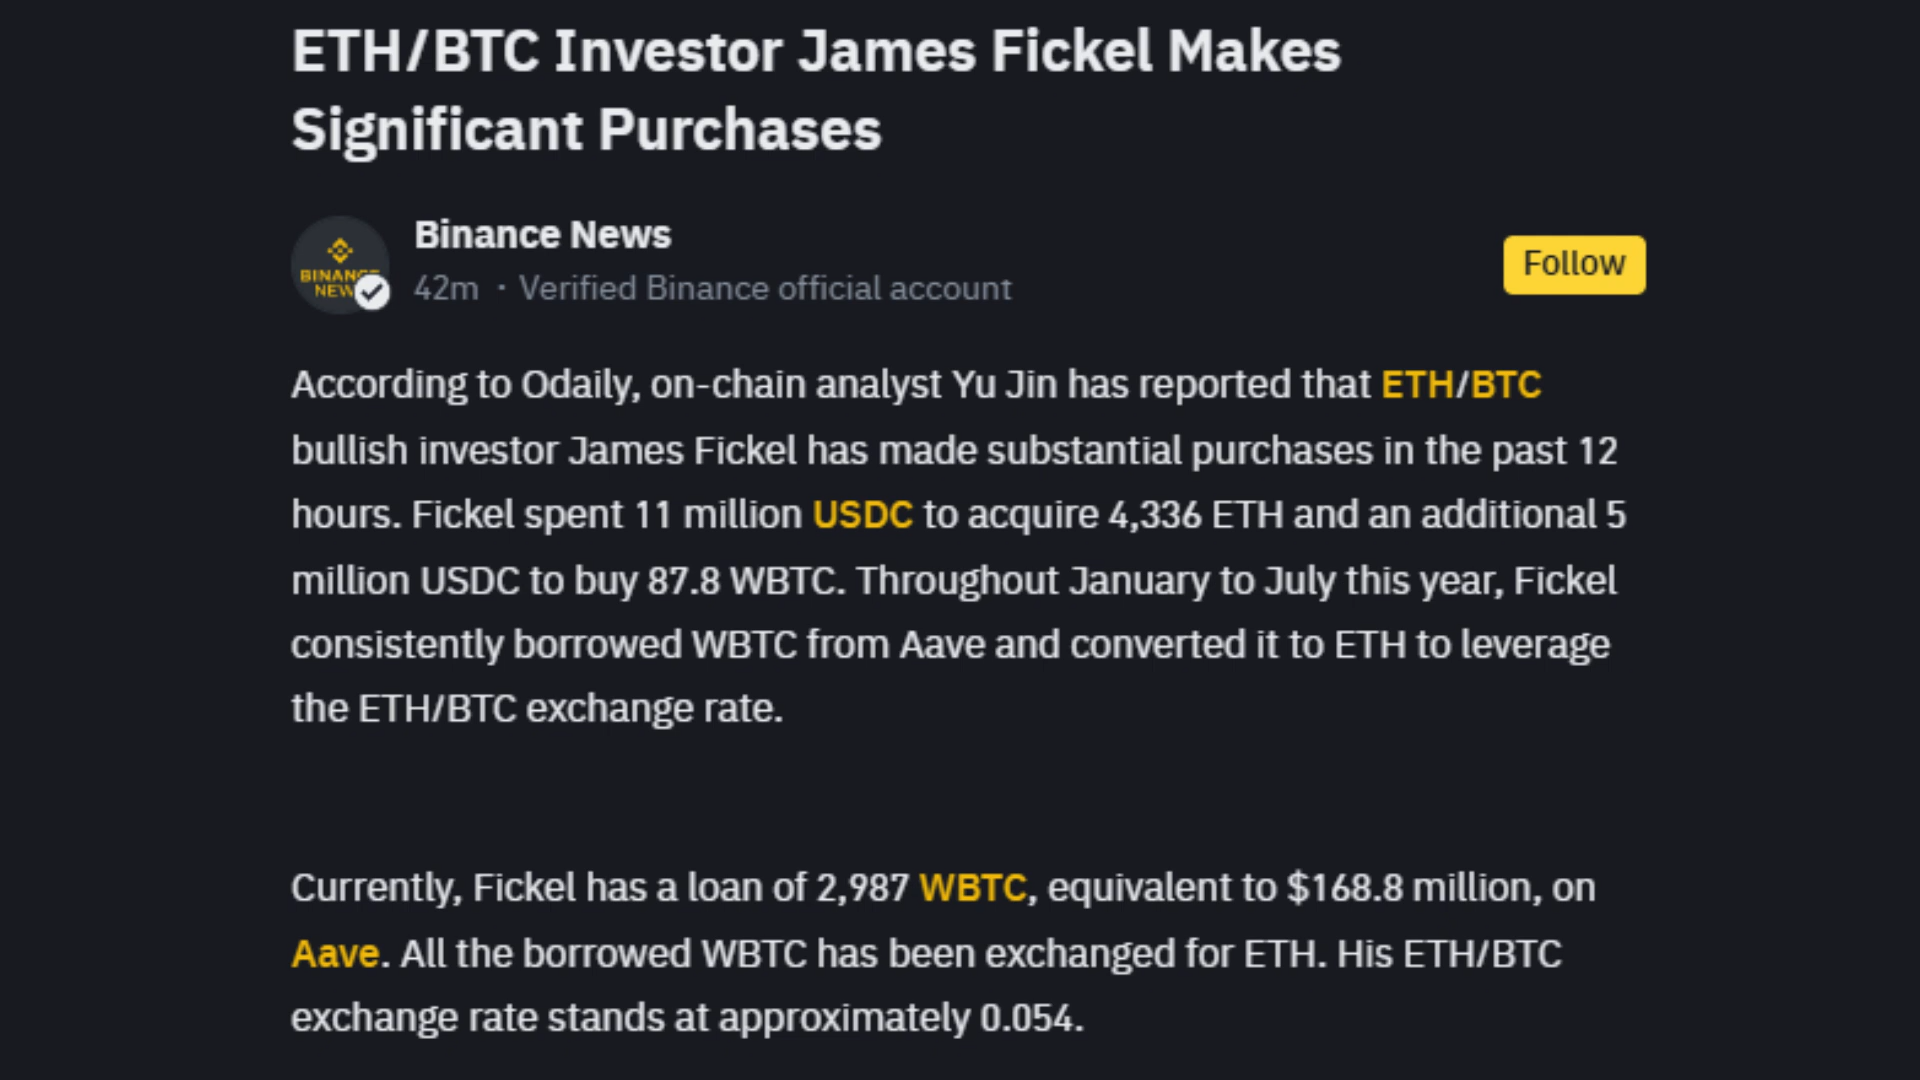 ETH/BTC Investor James Fickel Makes
Significant Purchases
BINANCE
NEW
Binance News
42m · Verified Binance official account
Follow
According to Odaily, on-chain analyst Yu Jin has reported that ETH/BTC
bullish investor James Fickel has made substantial purchases in the past 12
hours. Fickel spent 11 million USDC to acquire 4,336 ETH and an additional 5
million USDC to buy 87.8 WBTC. Throughout January to July this year, Fickel
consistently borrowed WBTC from Aave and converted it to ETH to leverage
the ETH/BTC exchange rate.
Currently, Fickel has a loan of 2,987 WBTC, equivalent to $168.8 million, on
Aave. All the borrowed WBTC has been exchanged for ETH. His ETH/BTC
exchange rate stands at approximately 0.054.